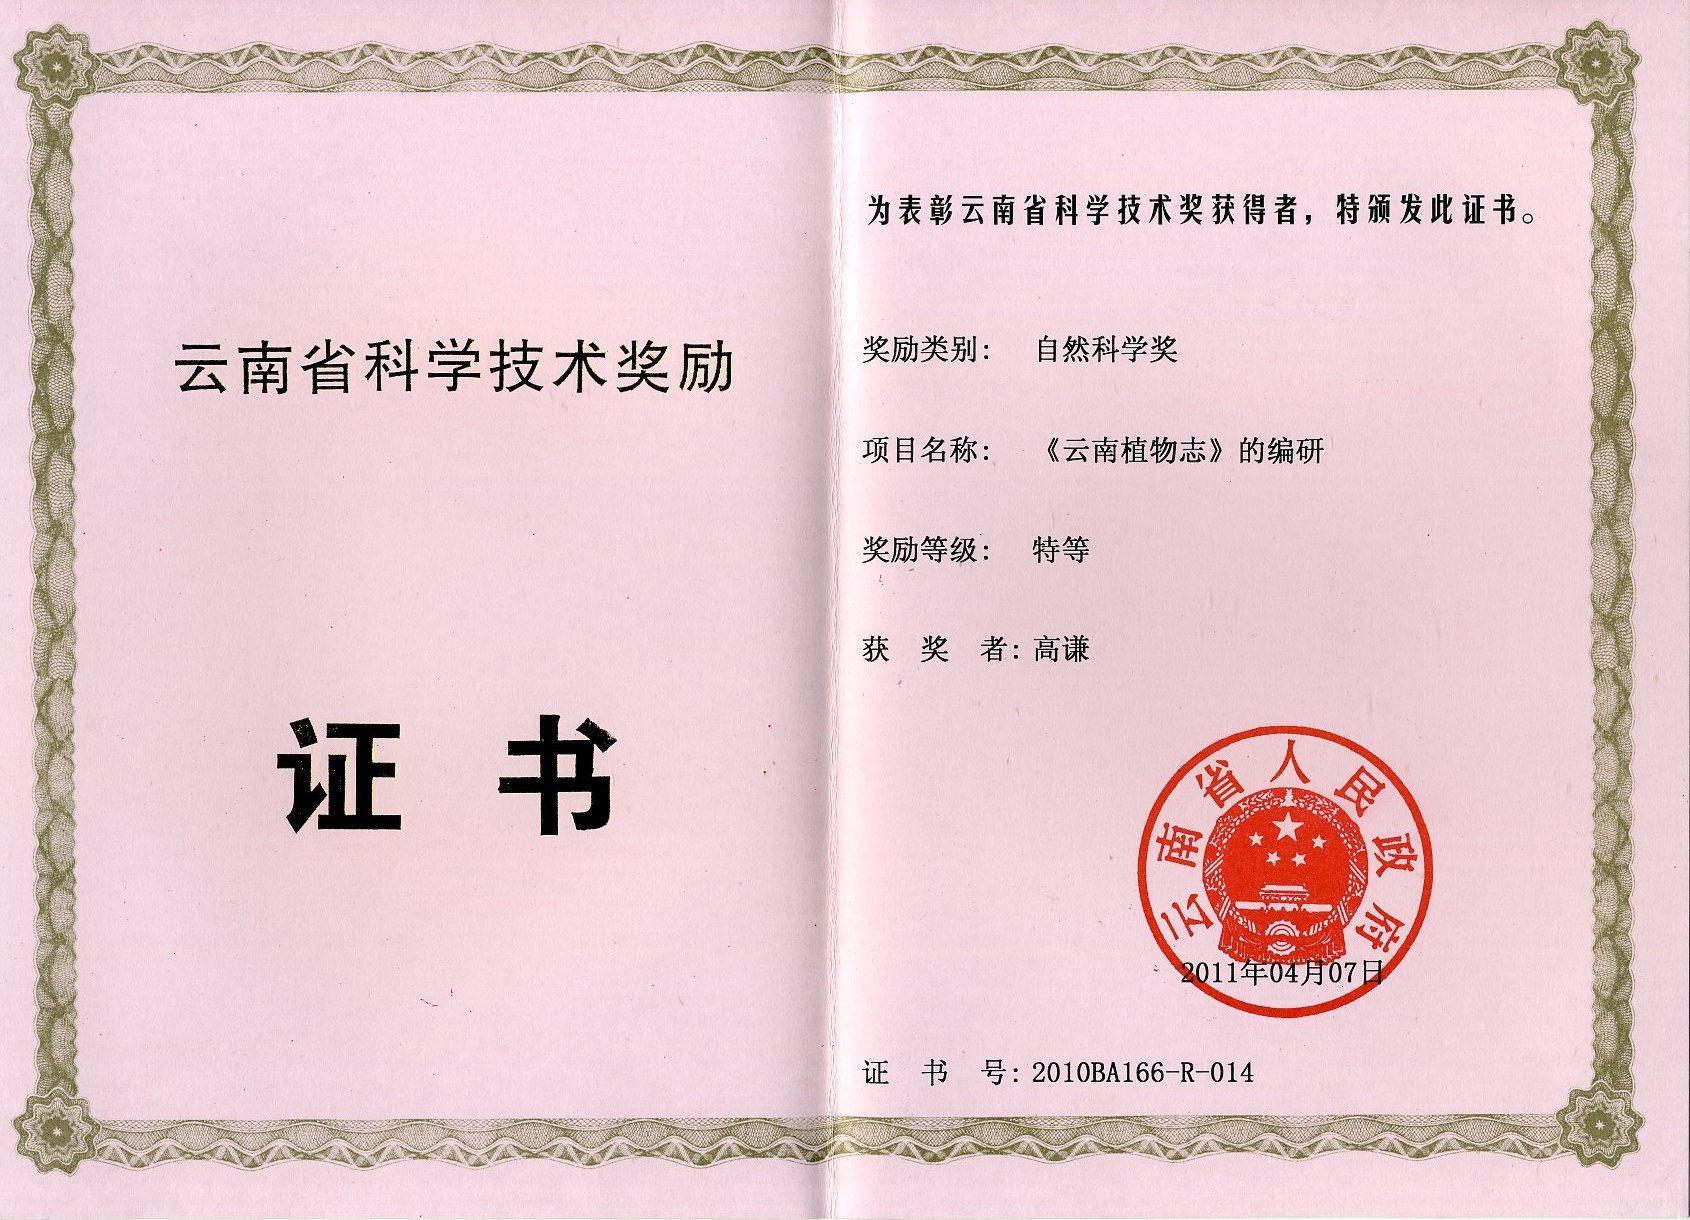 云南省科学技术奖励
证 书
为表彰云南省科学技术奖获得者，特颁发此证书。
奖励类别： 自然科学奖
项目名称： 《云南植物志》的编研
奖励等级： 特等
获 奖 者：高谦
云南省人民政府
2011年04月07日
证 书 号：2010BA166-R-014